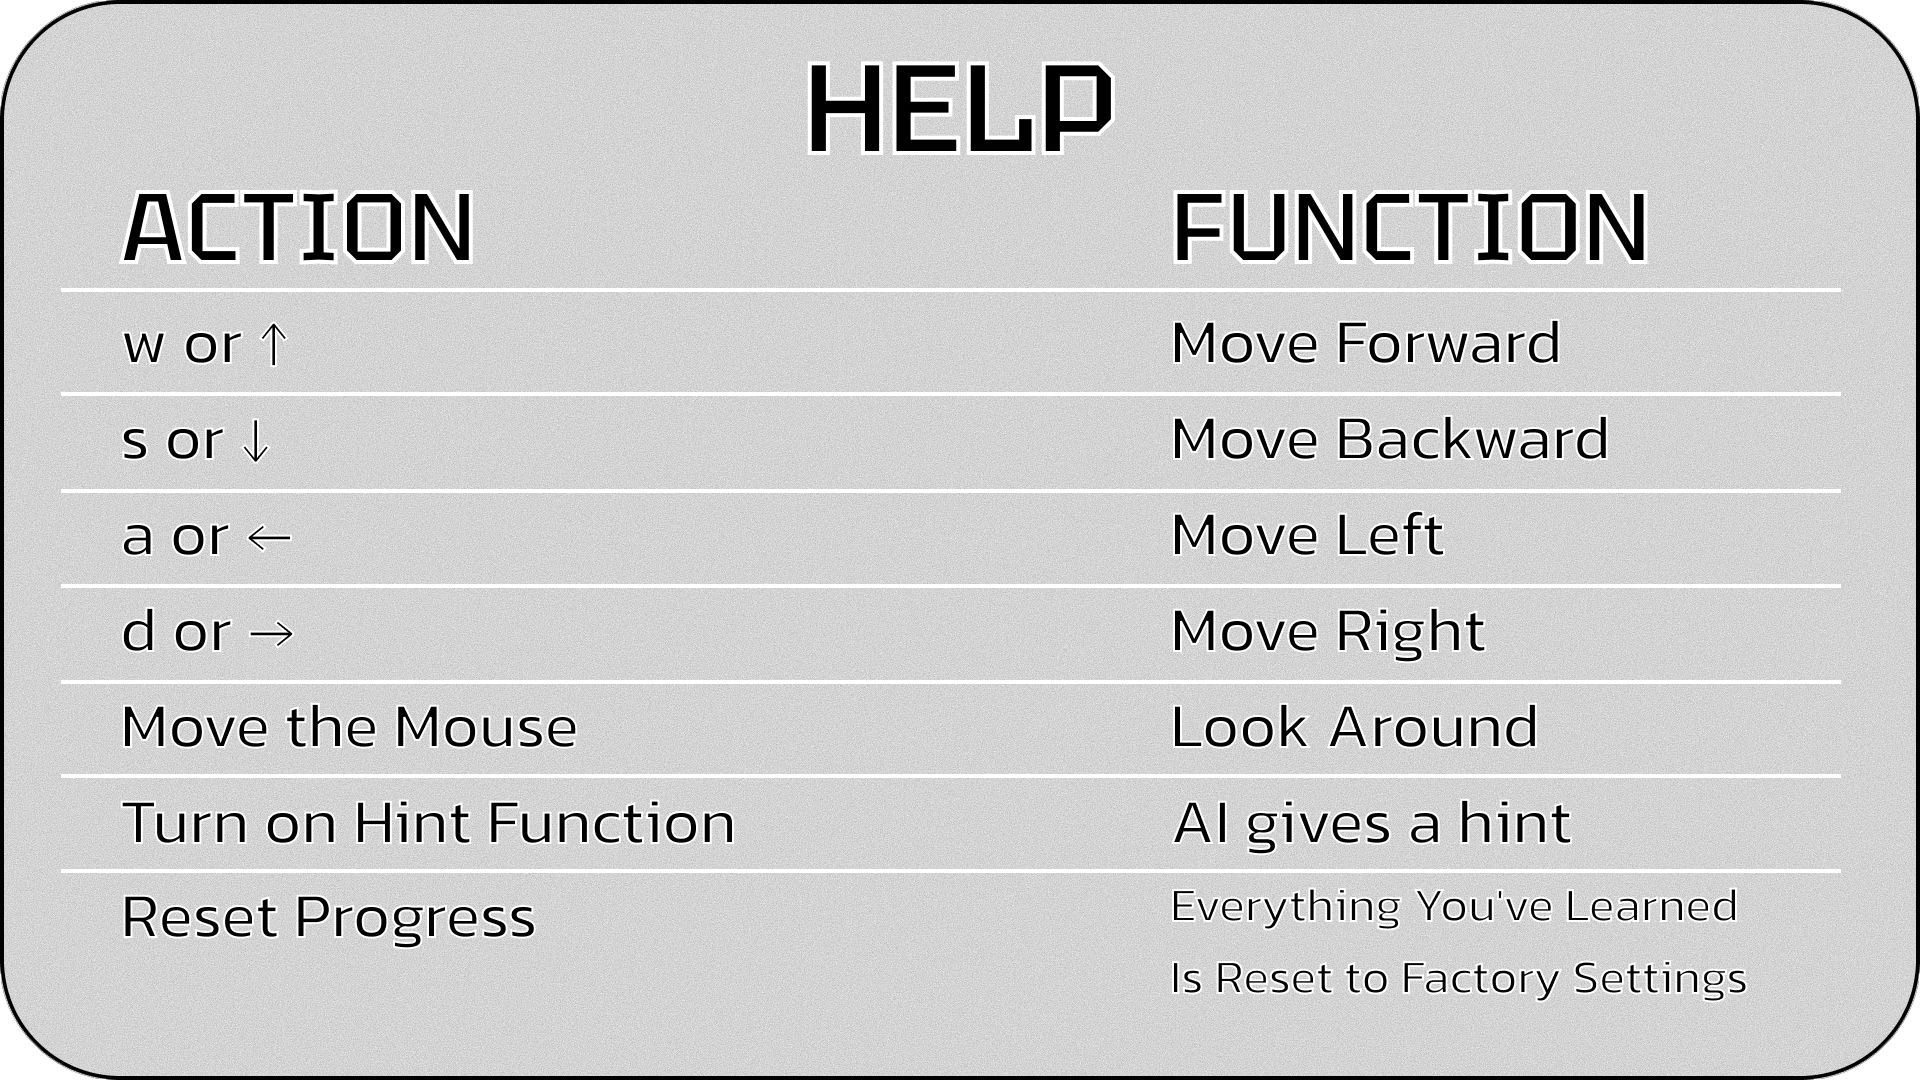 HELP
ACTION FUNCTION
w or ↑ Move Forward
s or ↓ Move Backward
a or ← Move Left
d or → Move Right
Move the Mouse Look Around
Turn on Hint Function AI gives a hint
Reset Progress Everything You've Learned
Is Reset to Factory Settings